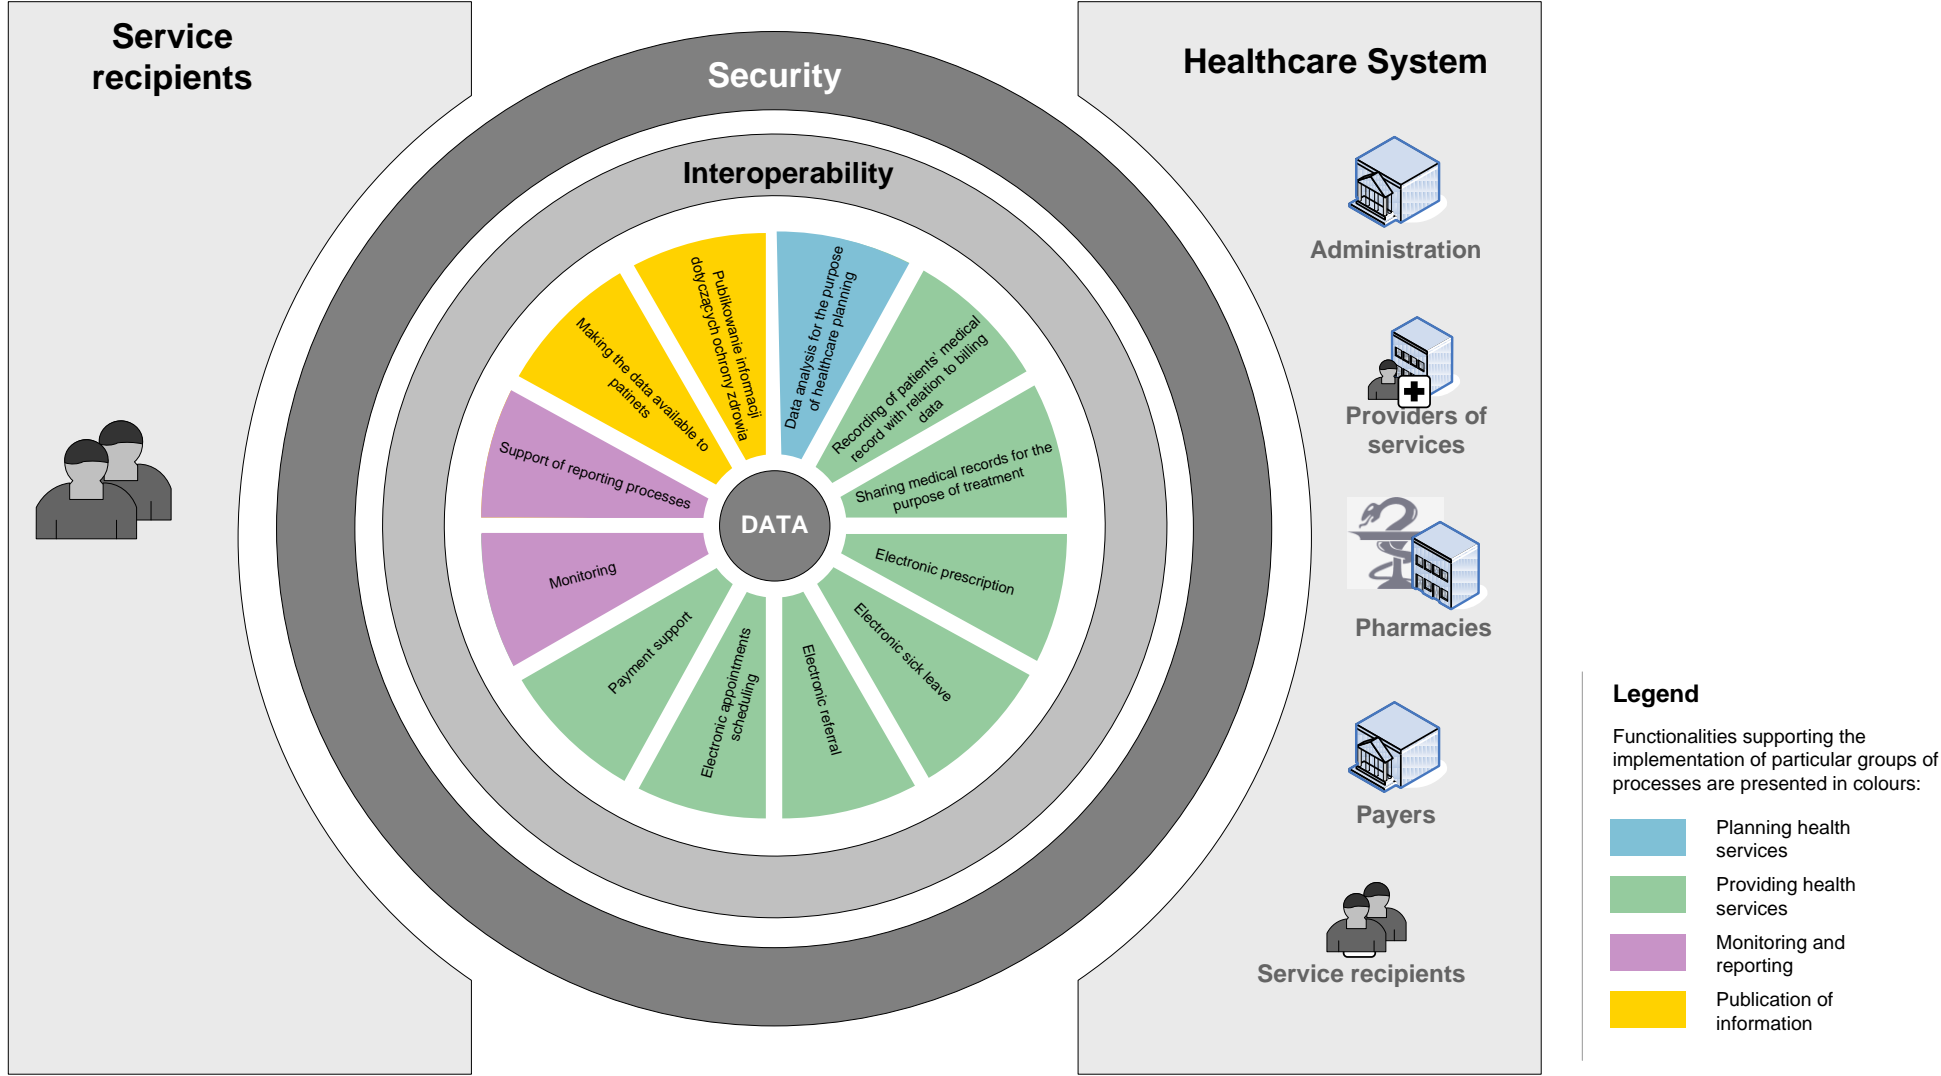 Service
recipients
Security
Interoperability
Healthcare System
Administration
Providers of
services
Pharmacies
Payers
Service recipients
Data analysis for the purpose
of healthcare planning
Recording of patients' medical
record with relation to billing
data
Sharing medical records for the
purpose of treatment
Electronic prescription
Electronic sick leave
Electronic referral
Electronic appointments
scheduling
Payment support
Monitoring
Support of reporting processes
Making the data available to
patinets
Publikowanie informacji
dotyczących ochrony zdrowia
DATA
Legend
Functionalities supporting the
implementation of particular groups of
processes are presented in colours:
Planning health
services
Providing health
services
Monitoring and
reporting
Publication of
information